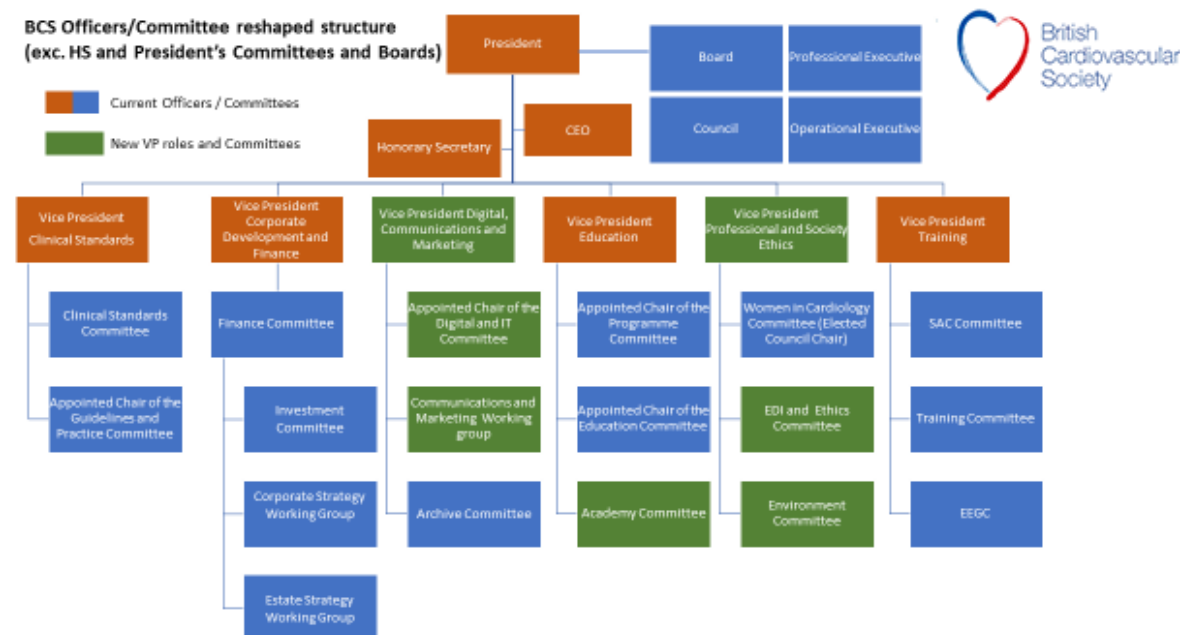 BCS Officers/Committee reshaped structure
(exc. HS and President's Committees and Boards)
President
Board
Professional Executive
British
Cardiovascular
Society
Current Officers / Committees
New VP roles and Committees
Honorary Secretary
CEO
Council
Operational Executive
Vice President
Clinical Standards
Vice President
Corporate
Development and
Finance
Vice President Digital,
Communications and
Marketing
Vice President
Education
Vice President
Professional and Society
Ethics
Vice President
Training
Clinical Standards
Committee
Finance Committee
Appointed Chair of the
Digital and IT
Committee
Appointed Chair of the
Programme
Committee
Women in Cardiology
Committee (Elected
Council Chair)
SAC Committee
Appointed Chair of the
Guidelines and
Practice Committee
Investment
Committee
Communications and
Marketing Working
group
Appointed Chair of the
Education Committee
EDI and Ethics
Committee
Training Committee
Corporate Strategy
Working Group
Archive Committee
Academy Committee
Environment
Committee
EEGC
Estate Strategy
Working Group